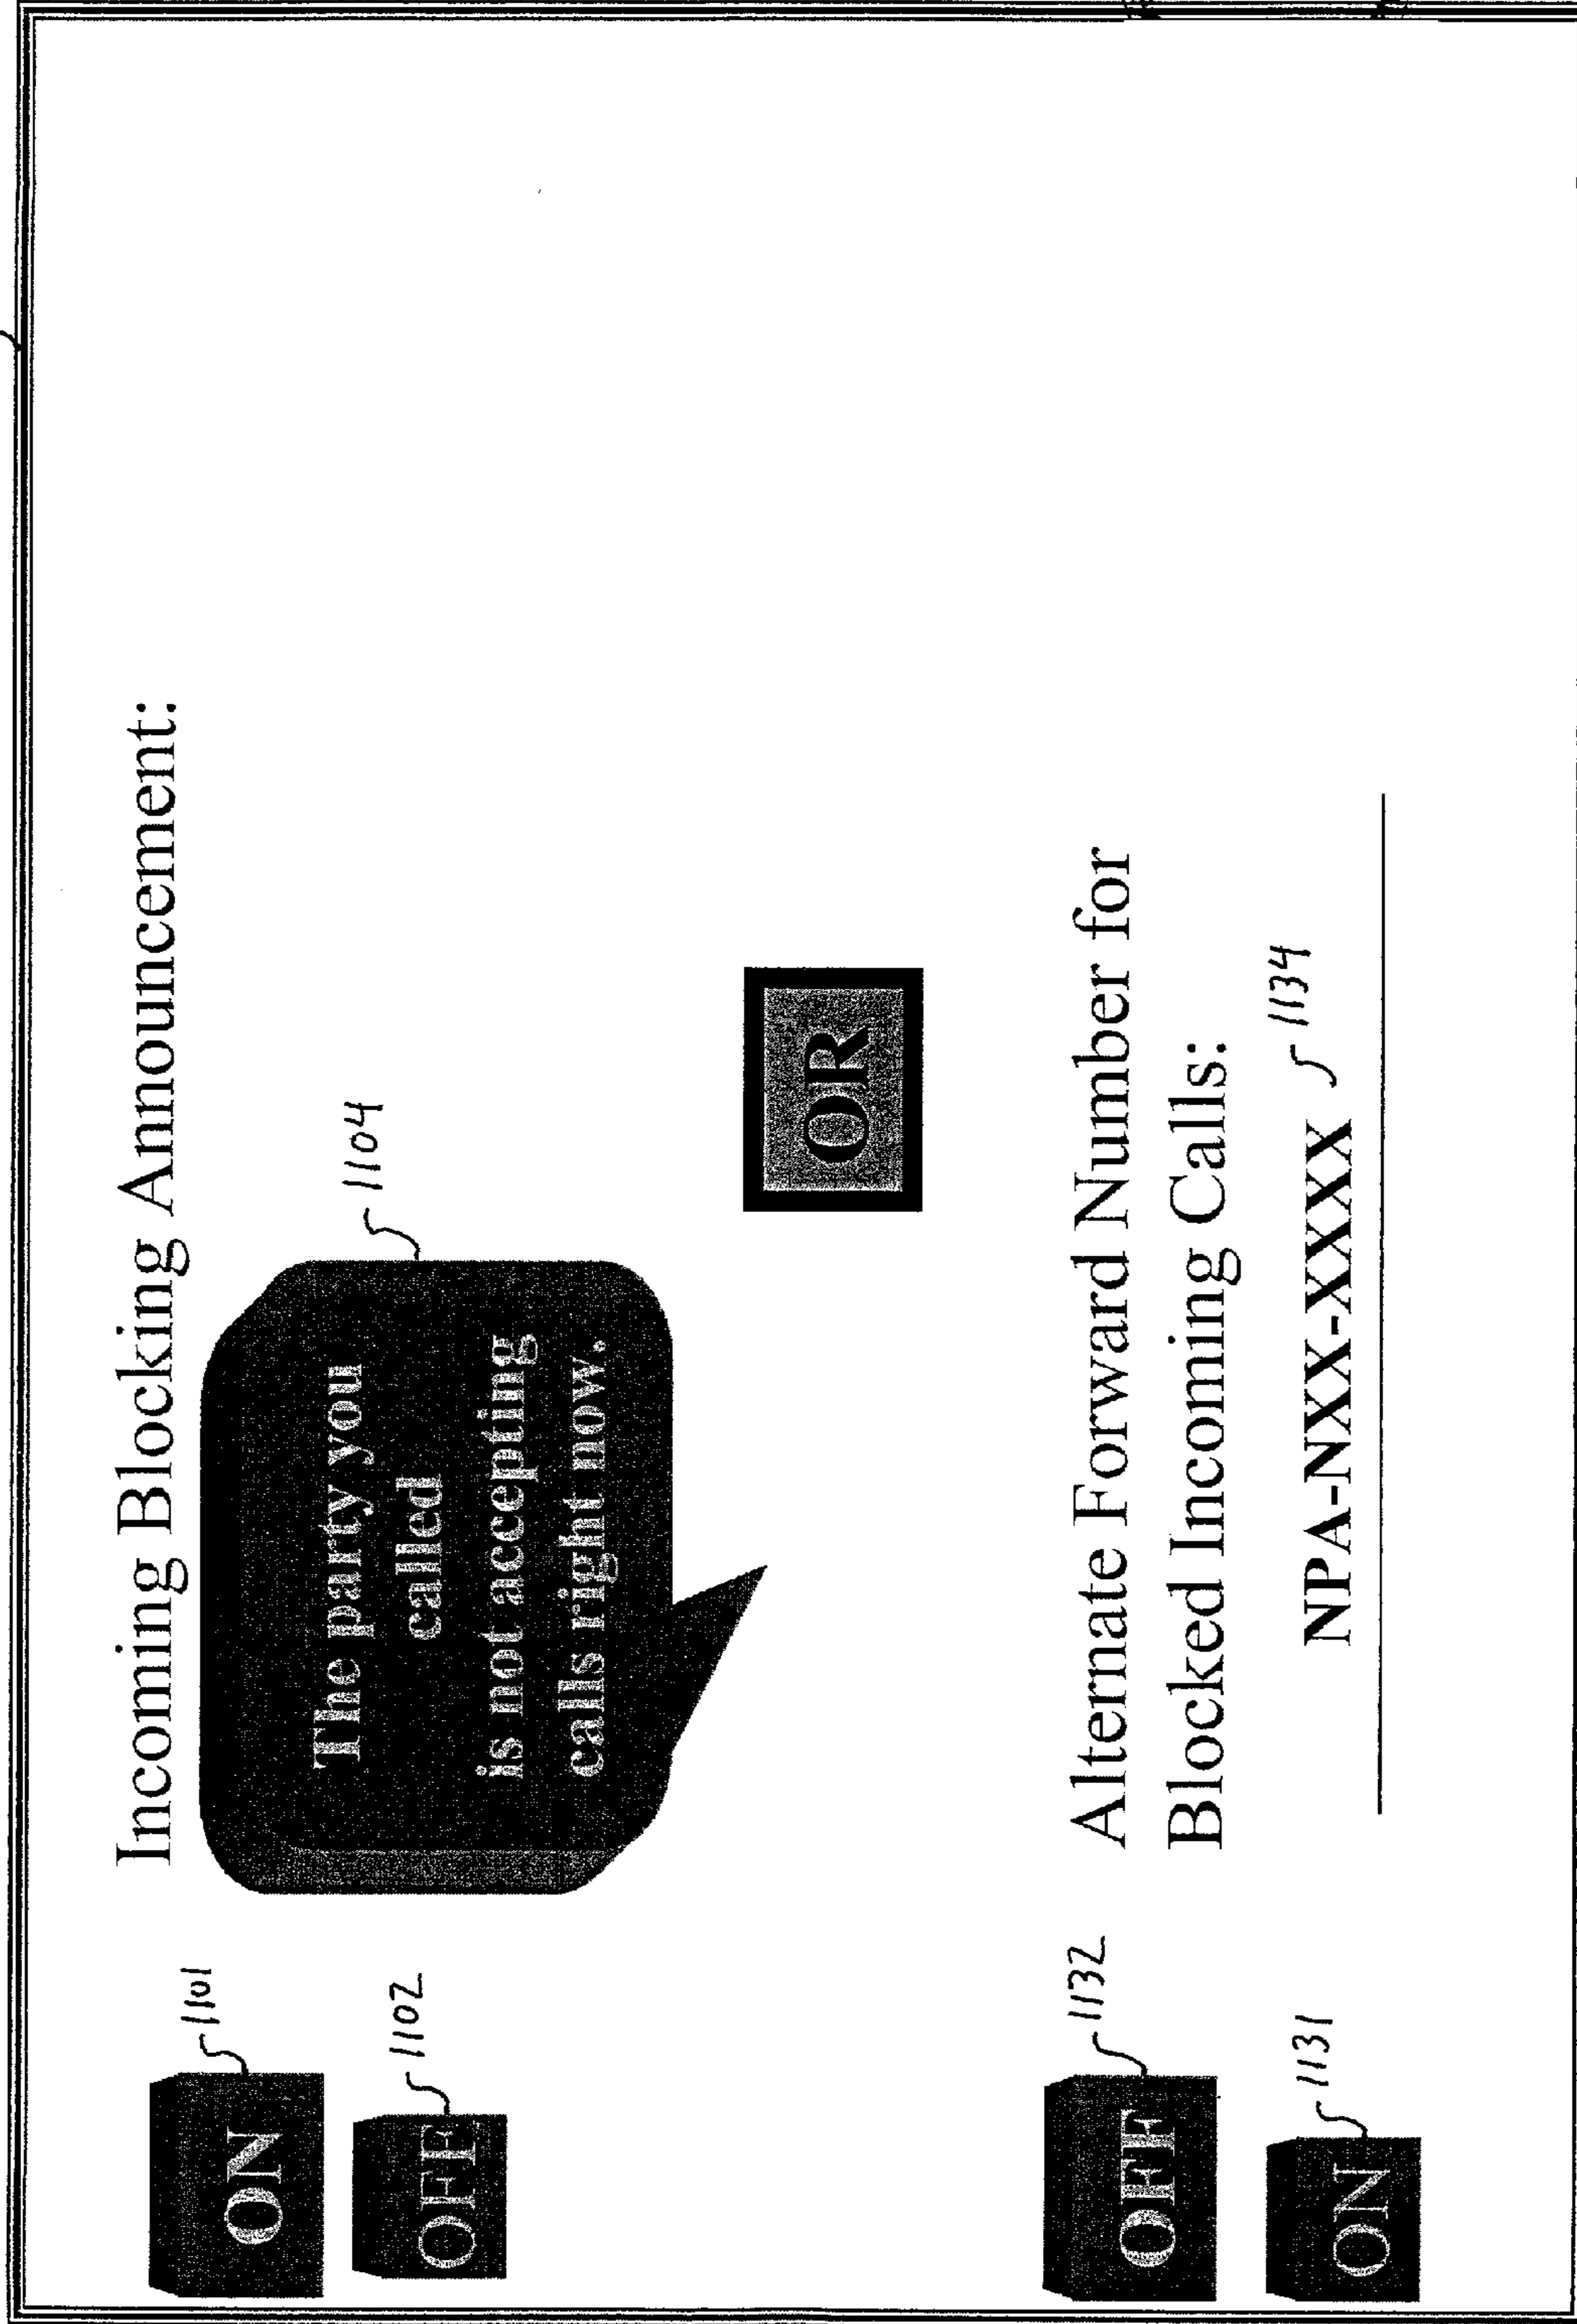 Incoming Blocking Announcement:
ON
1101
OFF
1102
The party you
called
is not accepting
calls right now.
1104
OR
Alternate Forward Number for
Blocked Incoming Calls:
OFF
1132
ON
1131
NPA-NXX-XXXX
1134